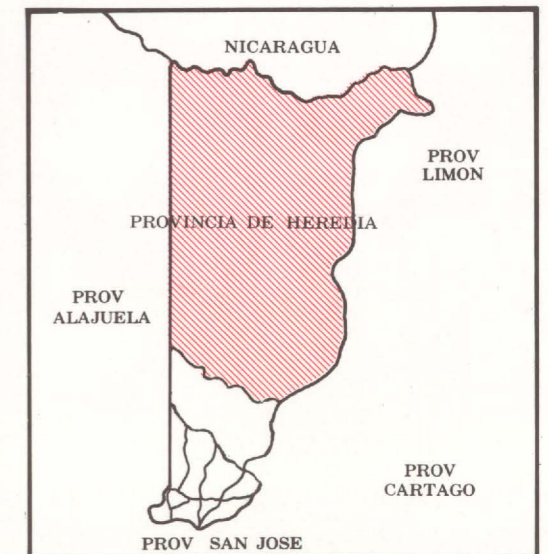 NICARAGUA
PROV
LIMON
PROVINCIA DE HEREDIA
PROV
ALAJUELA
PROV
CARTAGO
PROV SAN JOSE